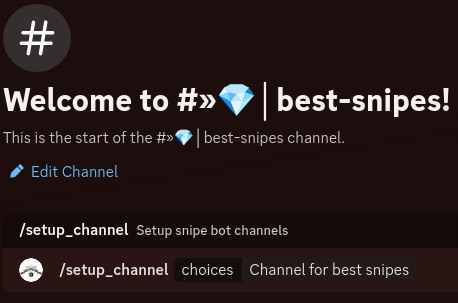 #
Welcome to #»💎│best-snipes!
This is the start of the #»💎│best-snipes channel.
Edit Channel
/setup_channel Setup snipe bot channels
/setup_channel choices Channel for best snipes